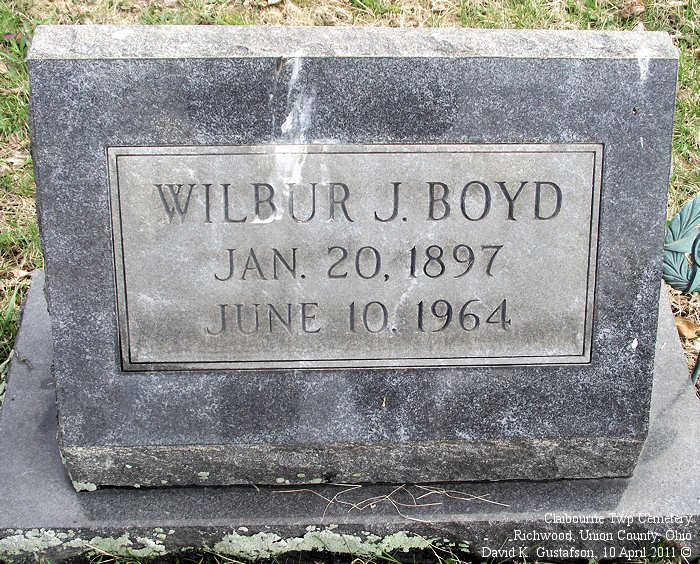 WILBUR J. BOYD
JAN. 20, 1897
JUNE 10, 1964
Claibourne Twp Cemetery,
Richwood, Union County, Ohio
David K. Gustafson, 10 April 2011 ©